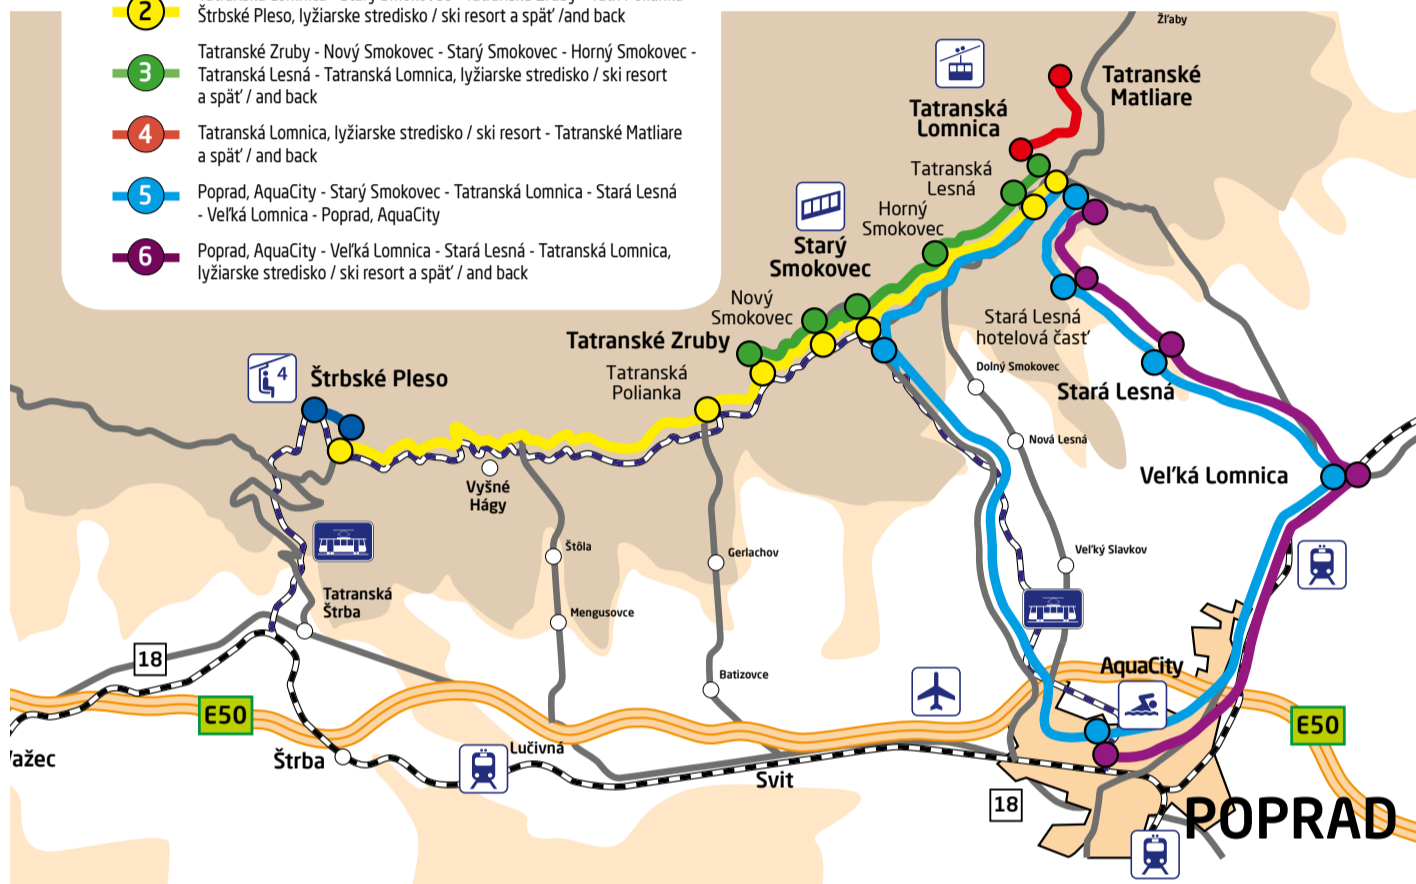 2
Štrbské Pleso, lyžiarske stredisko / ski resort a späť /and back
3
Tatranské Zruby - Nový Smokovec - Starý Smokovec - Horný Smokovec -
Tatranská Lesná - Tatranská Lomnica, lyžiarske stredisko / ski resort
a späť / and back
4
Tatranská Lomnica, lyžiarske stredisko / ski resort - Tatranské Matliare
a späť / and back
5
Poprad, AquaCity - Starý Smokovec - Tatranská Lomnica - Stará Lesná
- Veľká Lomnica - Poprad, AquaCity
6
Poprad, AquaCity - Veľká Lomnica - Stará Lesná - Tatranská Lomnica,
lyžiarske stredisko / ski resort a späť / and back
Žľaby
Tatranské
Matliare
Tatranská
Lomnica
Tatranská
Lesná
Horný
Smokovec
Starý
Smokovec
Nový
Smokovec
Tatranské Zruby
Tatranská
Polianka
4
Štrbské Pleso
Stará Lesná
hotelová časť
Dolný Smokovec
Stará Lesná
Nová Lesná
Veľká Lomnica
Vyšné
Hágy
Štôla
Gerlachov
Veľký Slavkov
Tatranská
Štrba
Mengusovce
18
AquaCity
Batizovce
E50
E50
ažec
Štrba
Lučivná
Svit
18
POPRAD